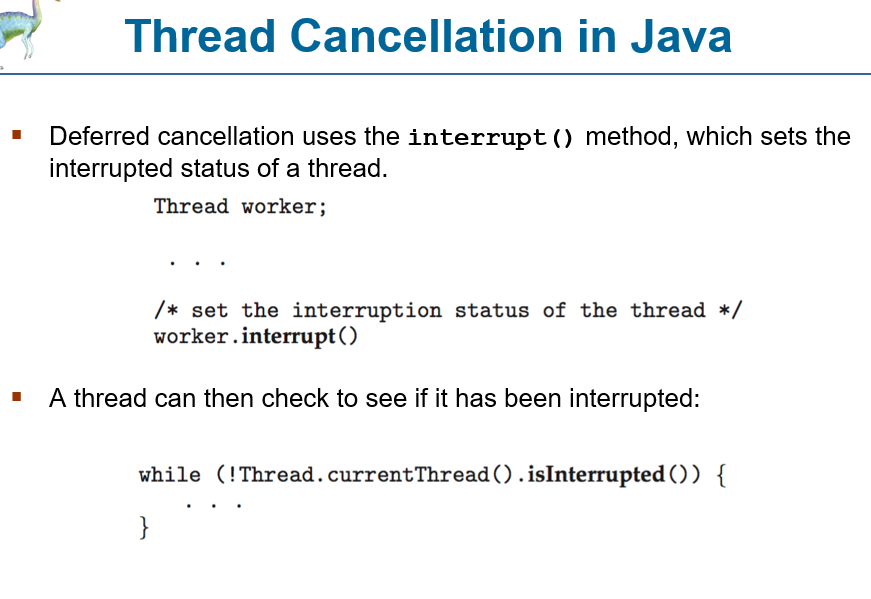 Thread Cancellation in Java
▪ Deferred cancellation uses the interrupt() method, which sets the
interrupted status of a thread.
Thread worker;
. . .
/* set the interruption status of the thread */
worker.interrupt()
▪ A thread can then check to see if it has been interrupted:
while (!Thread.currentThread().isInterrupted()) {
. . .
}